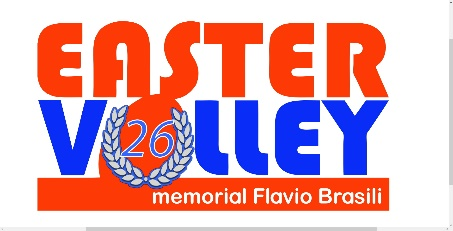 EASTER
VOLLEY
26
memorial Flavio Brasili